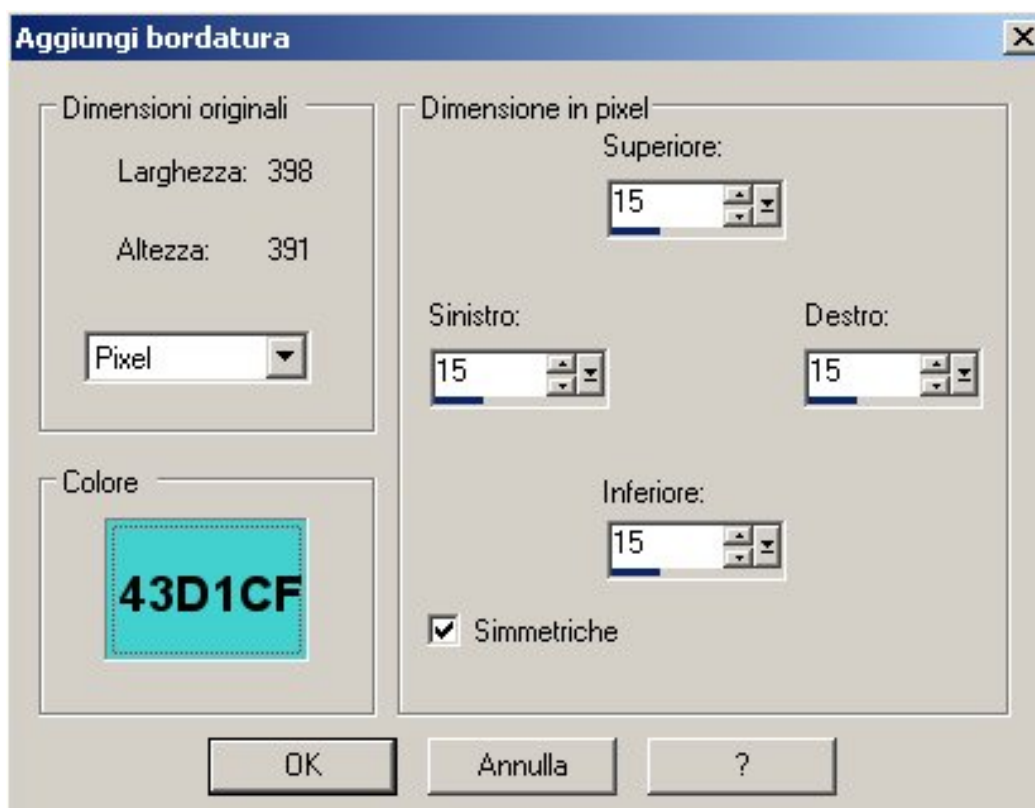 Aggiungi bordatura
Dimensioni originali
Larghezza: 398
Altezza: 391
Pixel
Colore
43D1CF
Dimensione in pixel
Superiore:
15
Sinistro:
15
Destro:
15
Inferiore:
15
Simmetriche
OK
Annulla
?